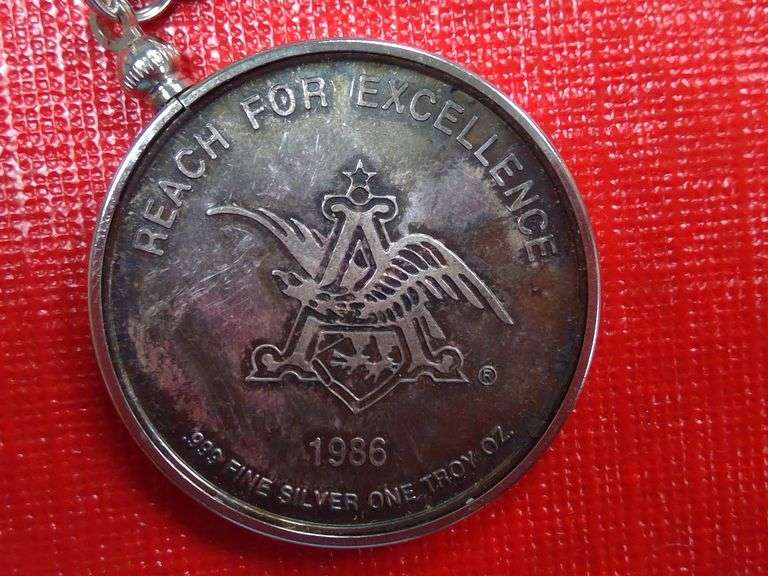 REACH FOR EXCELLENCE
A
®
1986
.999 FINE SILVER ONE TROY OZ.